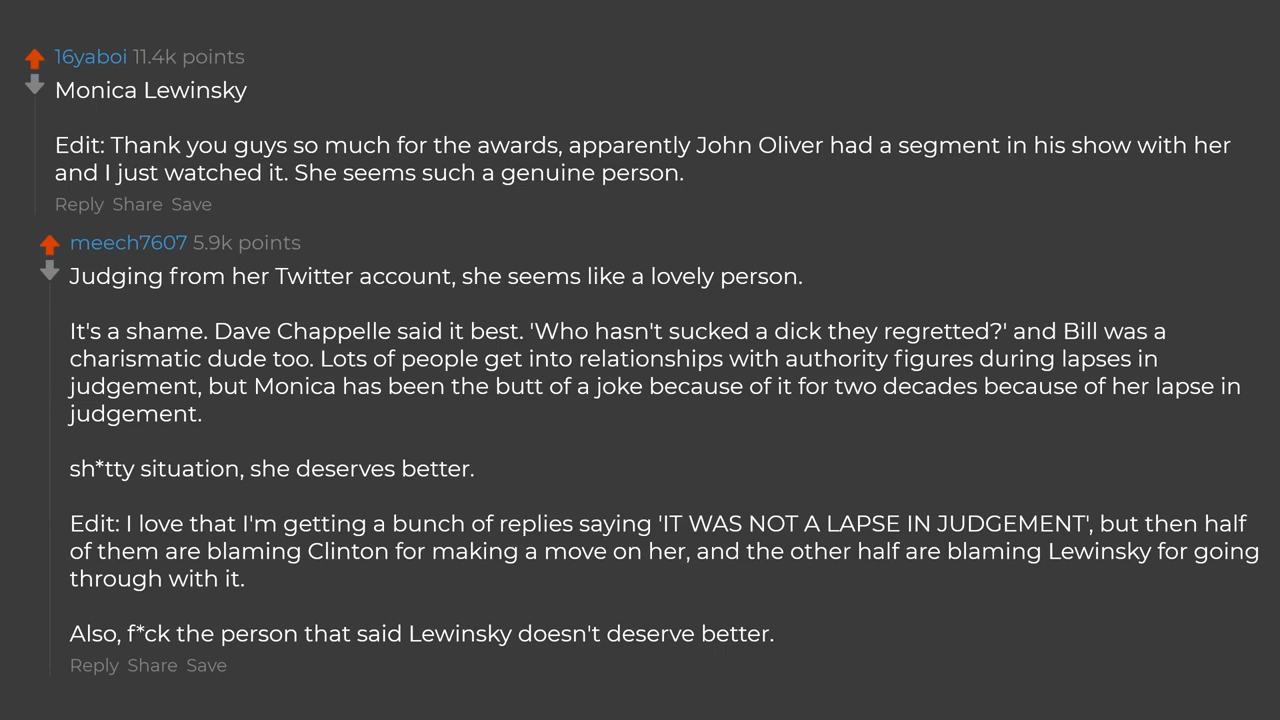 16yaboi 11.4k points
Monica Lewinsky
Edit: Thank you guys so much for the awards, apparently John Oliver had a segment in his show with her
and I just watched it. She seems such a genuine person.
Reply Share Save
meech7607 5.9k points
Judging from her Twitter account, she seems like a lovely person.
It's a shame. Dave Chappelle said it best. 'Who hasn't sucked a dick they regretted?' and Bill was a
charismatic dude too. Lots of people get into relationships with authority figures during lapses in
judgement, but Monica has been the butt of a joke because of it for two decades because of her lapse in
judgement.
sh*tty situation, she deserves better.
Edit: I love that I'm getting a bunch of replies saying 'IT WAS NOT A LAPSE IN JUDGEMENT', but then half
of them are blaming Clinton for making a move on her, and the other half are blaming Lewinsky for going
through with it.
Also, f*ck the person that said Lewinsky doesn't deserve better.
Reply Share Save